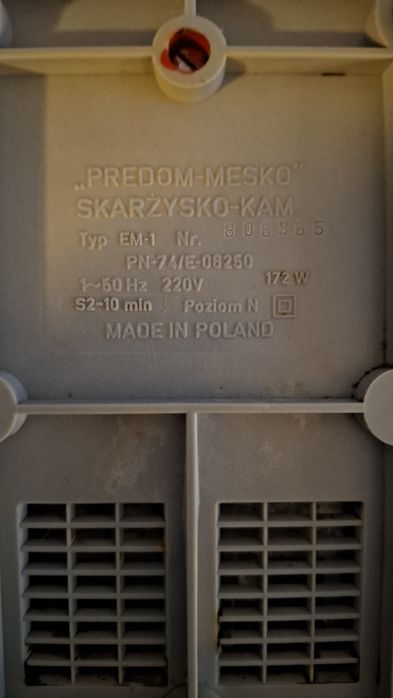 „PREDOM-MESKO”
SKARŻYSKO-KAM.
Typ EM-1 Nr. 806965
PN-74/E-06250
1~50 Hz 220V 172 W
S2-10 min Poziom N
MADE IN POLAND